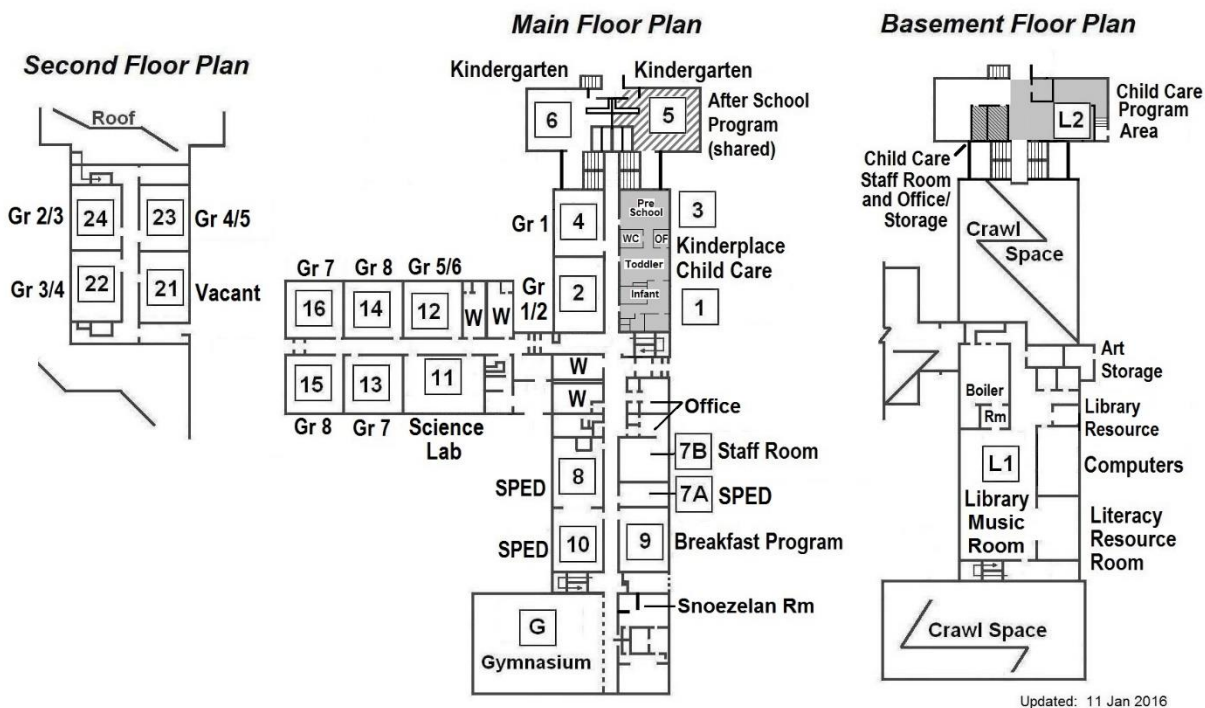 Second Floor Plan
Roof
Gr 2/3
24
23
Gr 4/5
Gr 3/4
22
21
Vacant
Main Floor Plan
Kindergarten
Kindergarten
6
5
After School
Program
(shared)
Gr 1
4
Pre
School
3
WC
OF
Kinderplace
Child Care
Toddler
Gr 7
Gr 8
Gr 5/6
Gr
1/2
2
Infant
1
16
14
12
W
W
15
13
11
W
W
Office
Gr 8
Gr 7
Science
Lab
7B
Staff Room
SPED
8
7A
SPED
SPED
10
9
Breakfast Program
Snoezelan Rm
G
Gymnasium
Basement Floor Plan
Child Care
Program
Area
L2
Child Care
Staff Room
and Office/
Storage
Crawl
Space
Art
Storage
Boiler
Rm
Library
Resource
L1
Computers
Library
Music
Room
Literacy
Resource
Room
Crawl Space
Updated: 11 Jan 2016